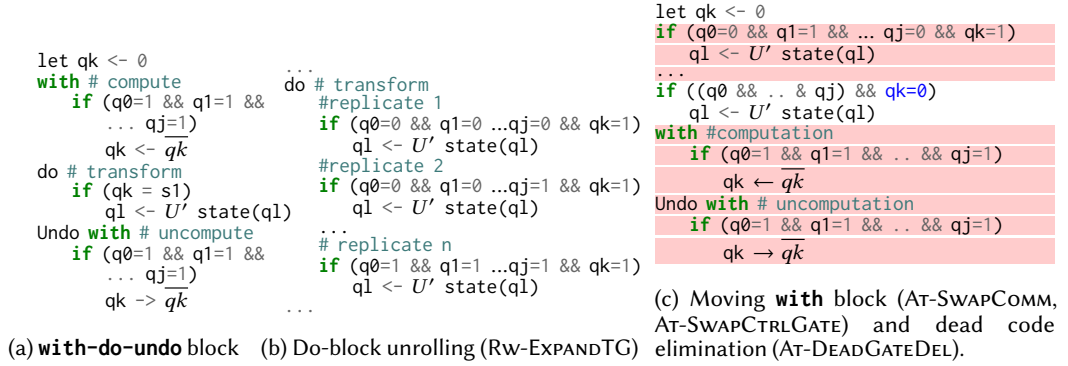 let qk <- 0
with # compute
if (q0=1 && q1=1 &&
... qj=1)
qk <- q̅k̅
do # transform
if (qk = s1)
ql <- U′ state(ql)
Undo with # uncompute
if (q0=1 && q1=1 &&
... qj=1)
qk -> q̅k̅
(a) with-do-undo block
...
do # transform
#replicate 1
if (q0=0 && q1=0 ...qj=0 && qk=1)
ql <- U′ state(ql)
#replicate 2
if (q0=0 && q1=0 ...qj=1 && qk=1)
ql <- U′ state(ql)
...
# replicate n
if (q0=1 && q1=1 ...qj=1 && qk=1)
ql <- U′ state(ql)
...
(b) Do-block unrolling (Rw-ExpandTG)
let qk <- 0
if (q0=0 && q1=1 && ... qj=0 && qk=1)
ql <- U′ state(ql)
...
if ((q0 && .. & qj) && qk=0)
ql <- U′ state(ql)
with #computation
if (q0=1 && q1=1 && .. && qj=1)
qk ← q̅k̅
Undo with # uncomputation
if (q0=1 && q1=1 && .. && qj=1)
qk → q̅k̅
(c) Moving with block (At-SwapComm,
At-SwapCtrlGate) and dead code
elimination (At-DeadGateDel).